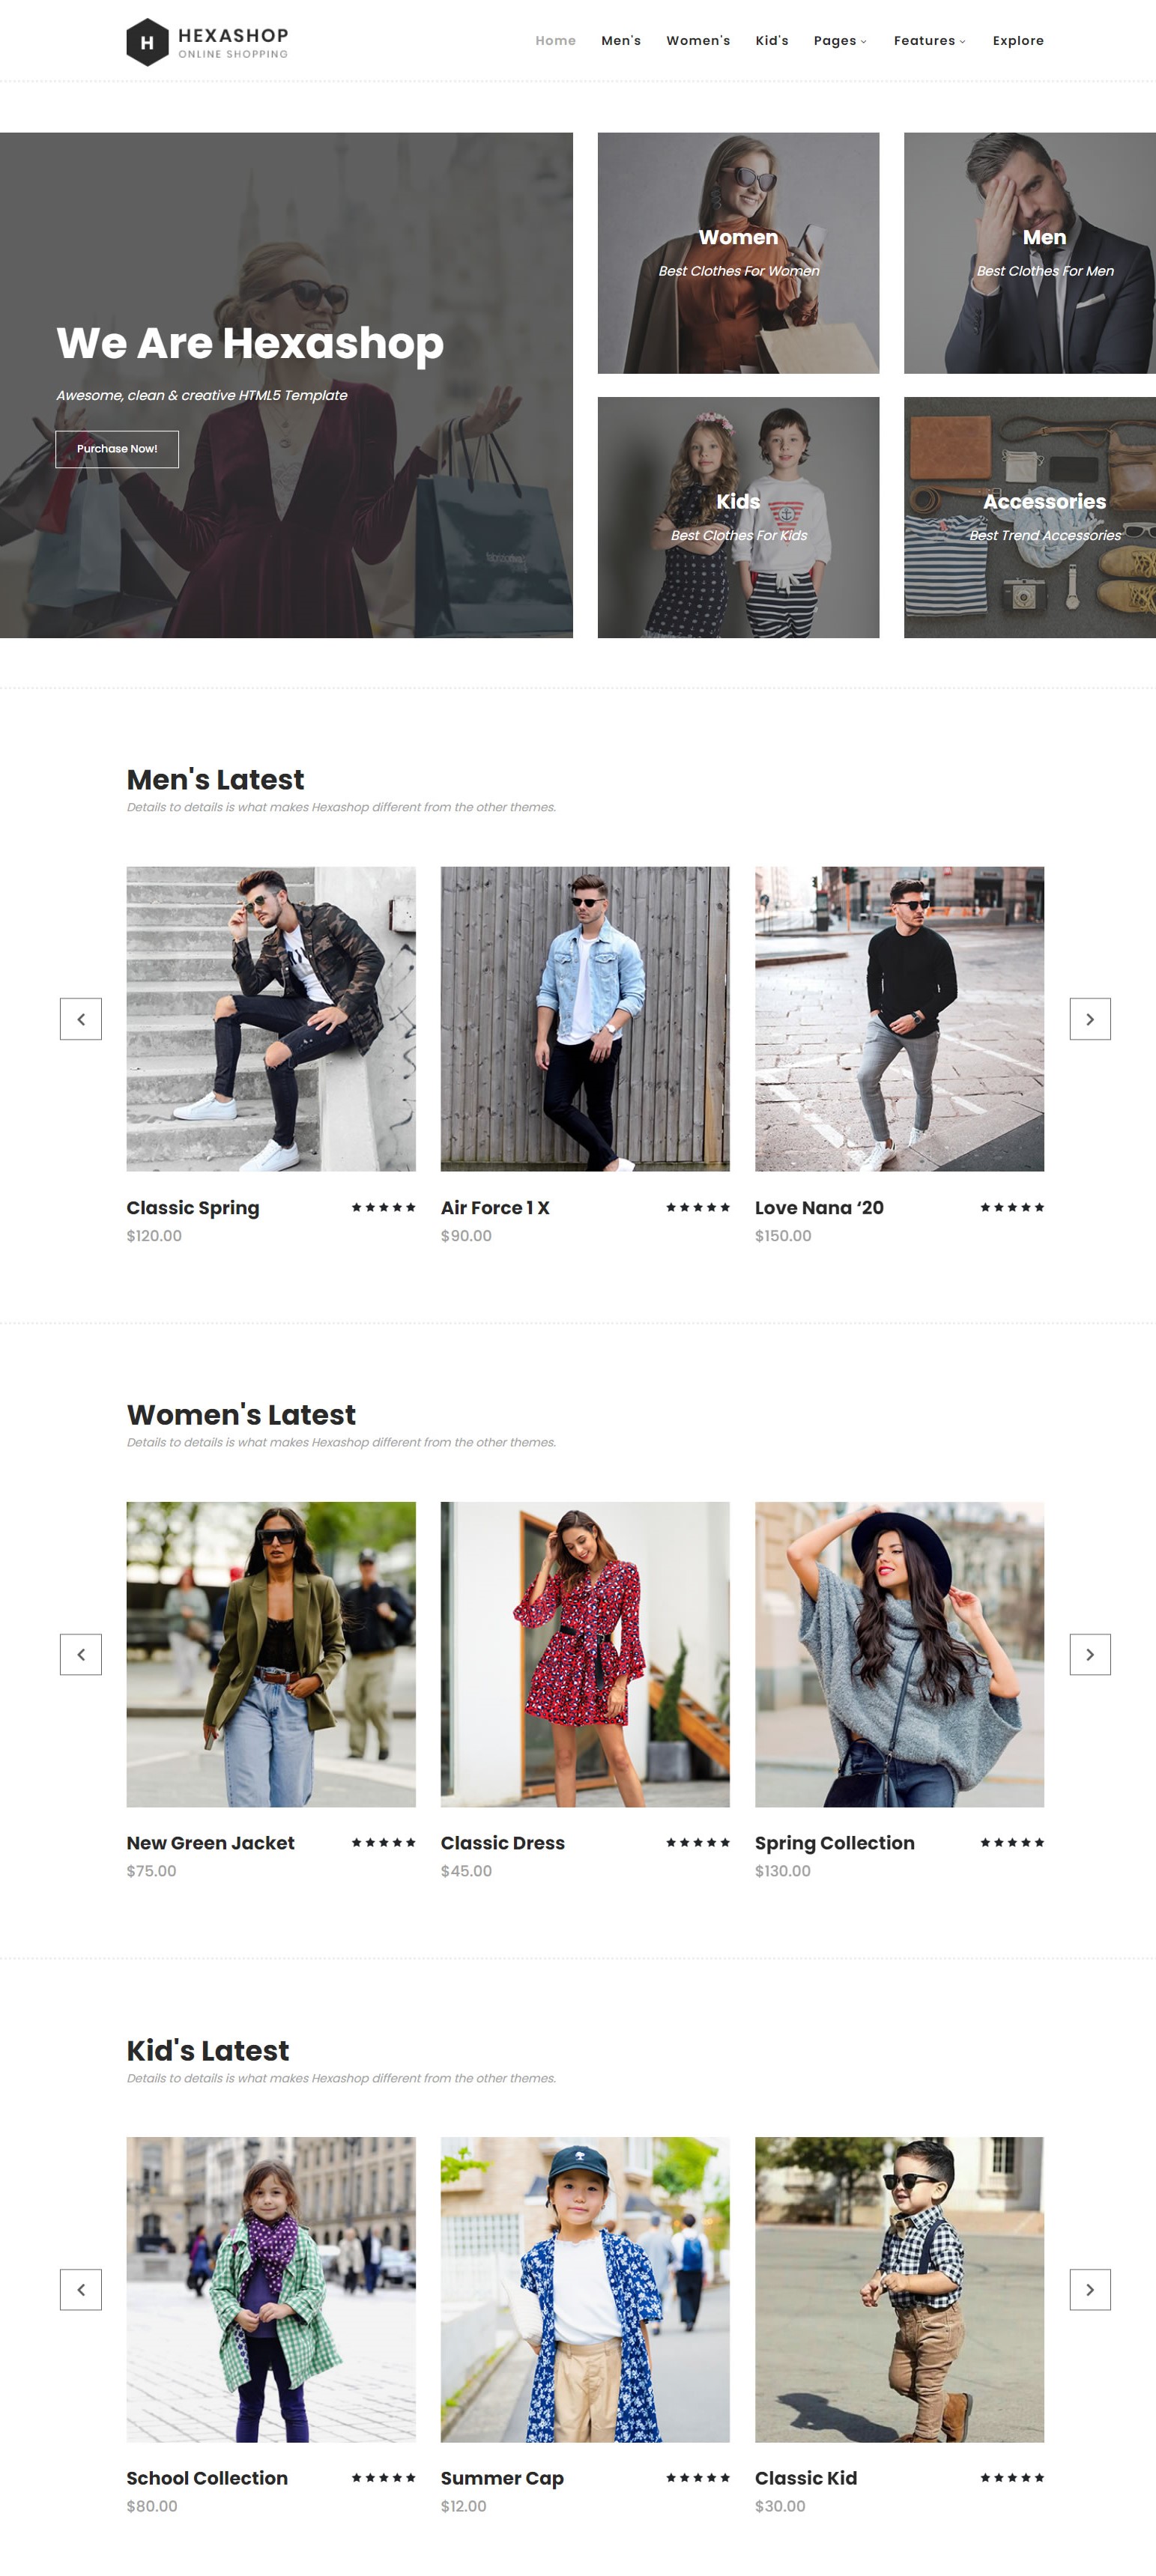 H
HEXASHOP
ONLINE SHOPPING
Home Men's Women's Kid's Pages Features Explore
We Are Hexashop
Awesome, clean & creative HTML5 Template
Purchase Now!
Women
Best Clothes For Women
Men
Best Clothes For Men
Kids
Best Clothes For Kids
Accessories
Best Trend Accessories
Men's Latest
Details to details is what makes Hexashop different from the other themes.
Classic Spring
$120.00
Air Force 1 X
$90.00
Love Nana ‘20
$150.00
Women's Latest
Details to details is what makes Hexashop different from the other themes.
New Green Jacket
$75.00
Classic Dress
$45.00
Spring Collection
$130.00
Kid's Latest
Details to details is what makes Hexashop different from the other themes.
School Collection
$80.00
Summer Cap
$12.00
Classic Kid
$30.00